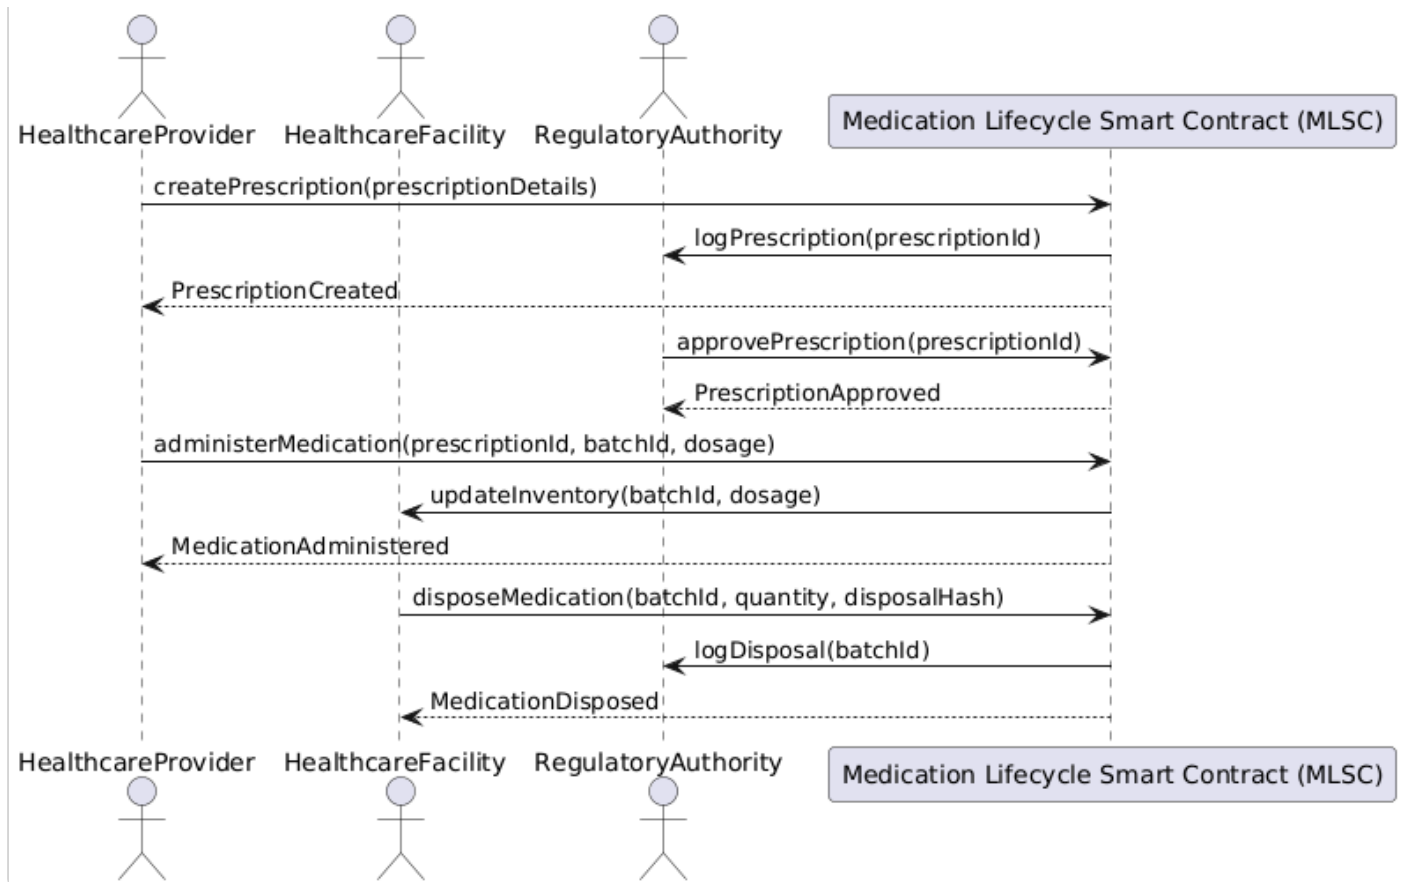 HealthcareProvider HealthcareFacility RegulatoryAuthority Medication Lifecycle Smart Contract (MLSC)
createPrescription(prescriptionDetails)
logPrescription(prescriptionId)
PrescriptionCreated
approvePrescription(prescriptionId)
PrescriptionApproved
administerMedication(prescriptionId, batchId, dosage)
updateInventory(batchId, dosage)
MedicationAdministered
disposeMedication(batchId, quantity, disposalHash)
logDisposal(batchId)
MedicationDisposed
HealthcareProvider HealthcareFacility RegulatoryAuthority Medication Lifecycle Smart Contract (MLSC)